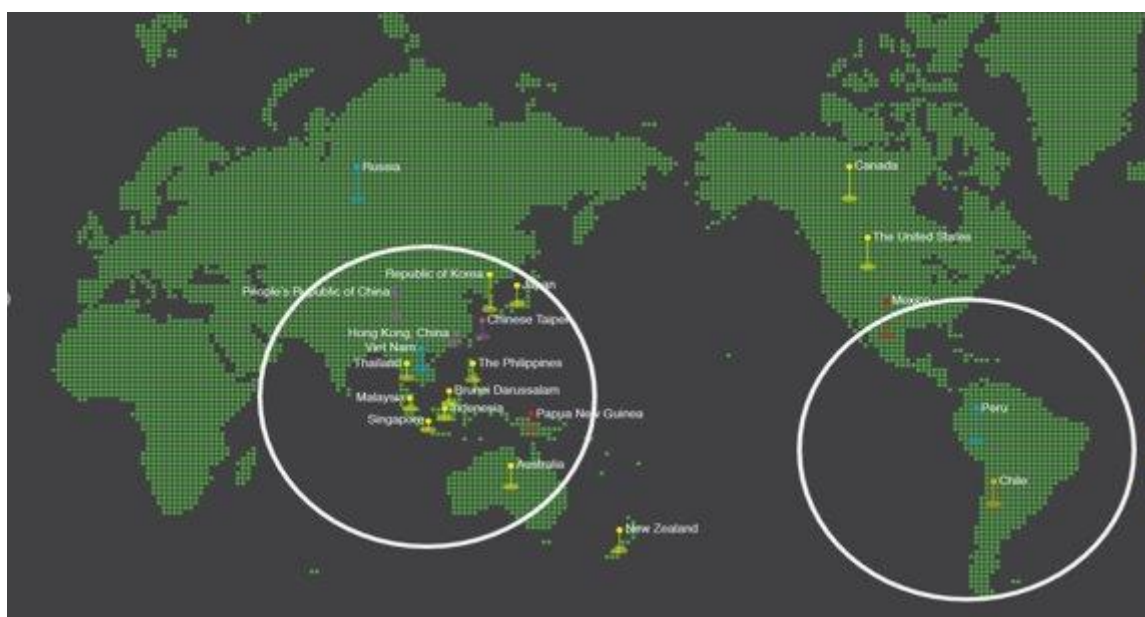 Russia
Canada
The United States
Republic of Korea
Japan
People's Republic of China
Mexico
Chinese Taipei
Hong Kong, China
Viet Nam
Thailand
The Philippines
Malaysia
Brunei Darussalam
Indonesia
Singapore
Papua New Guinea
Peru
Australia
Chile
New Zealand